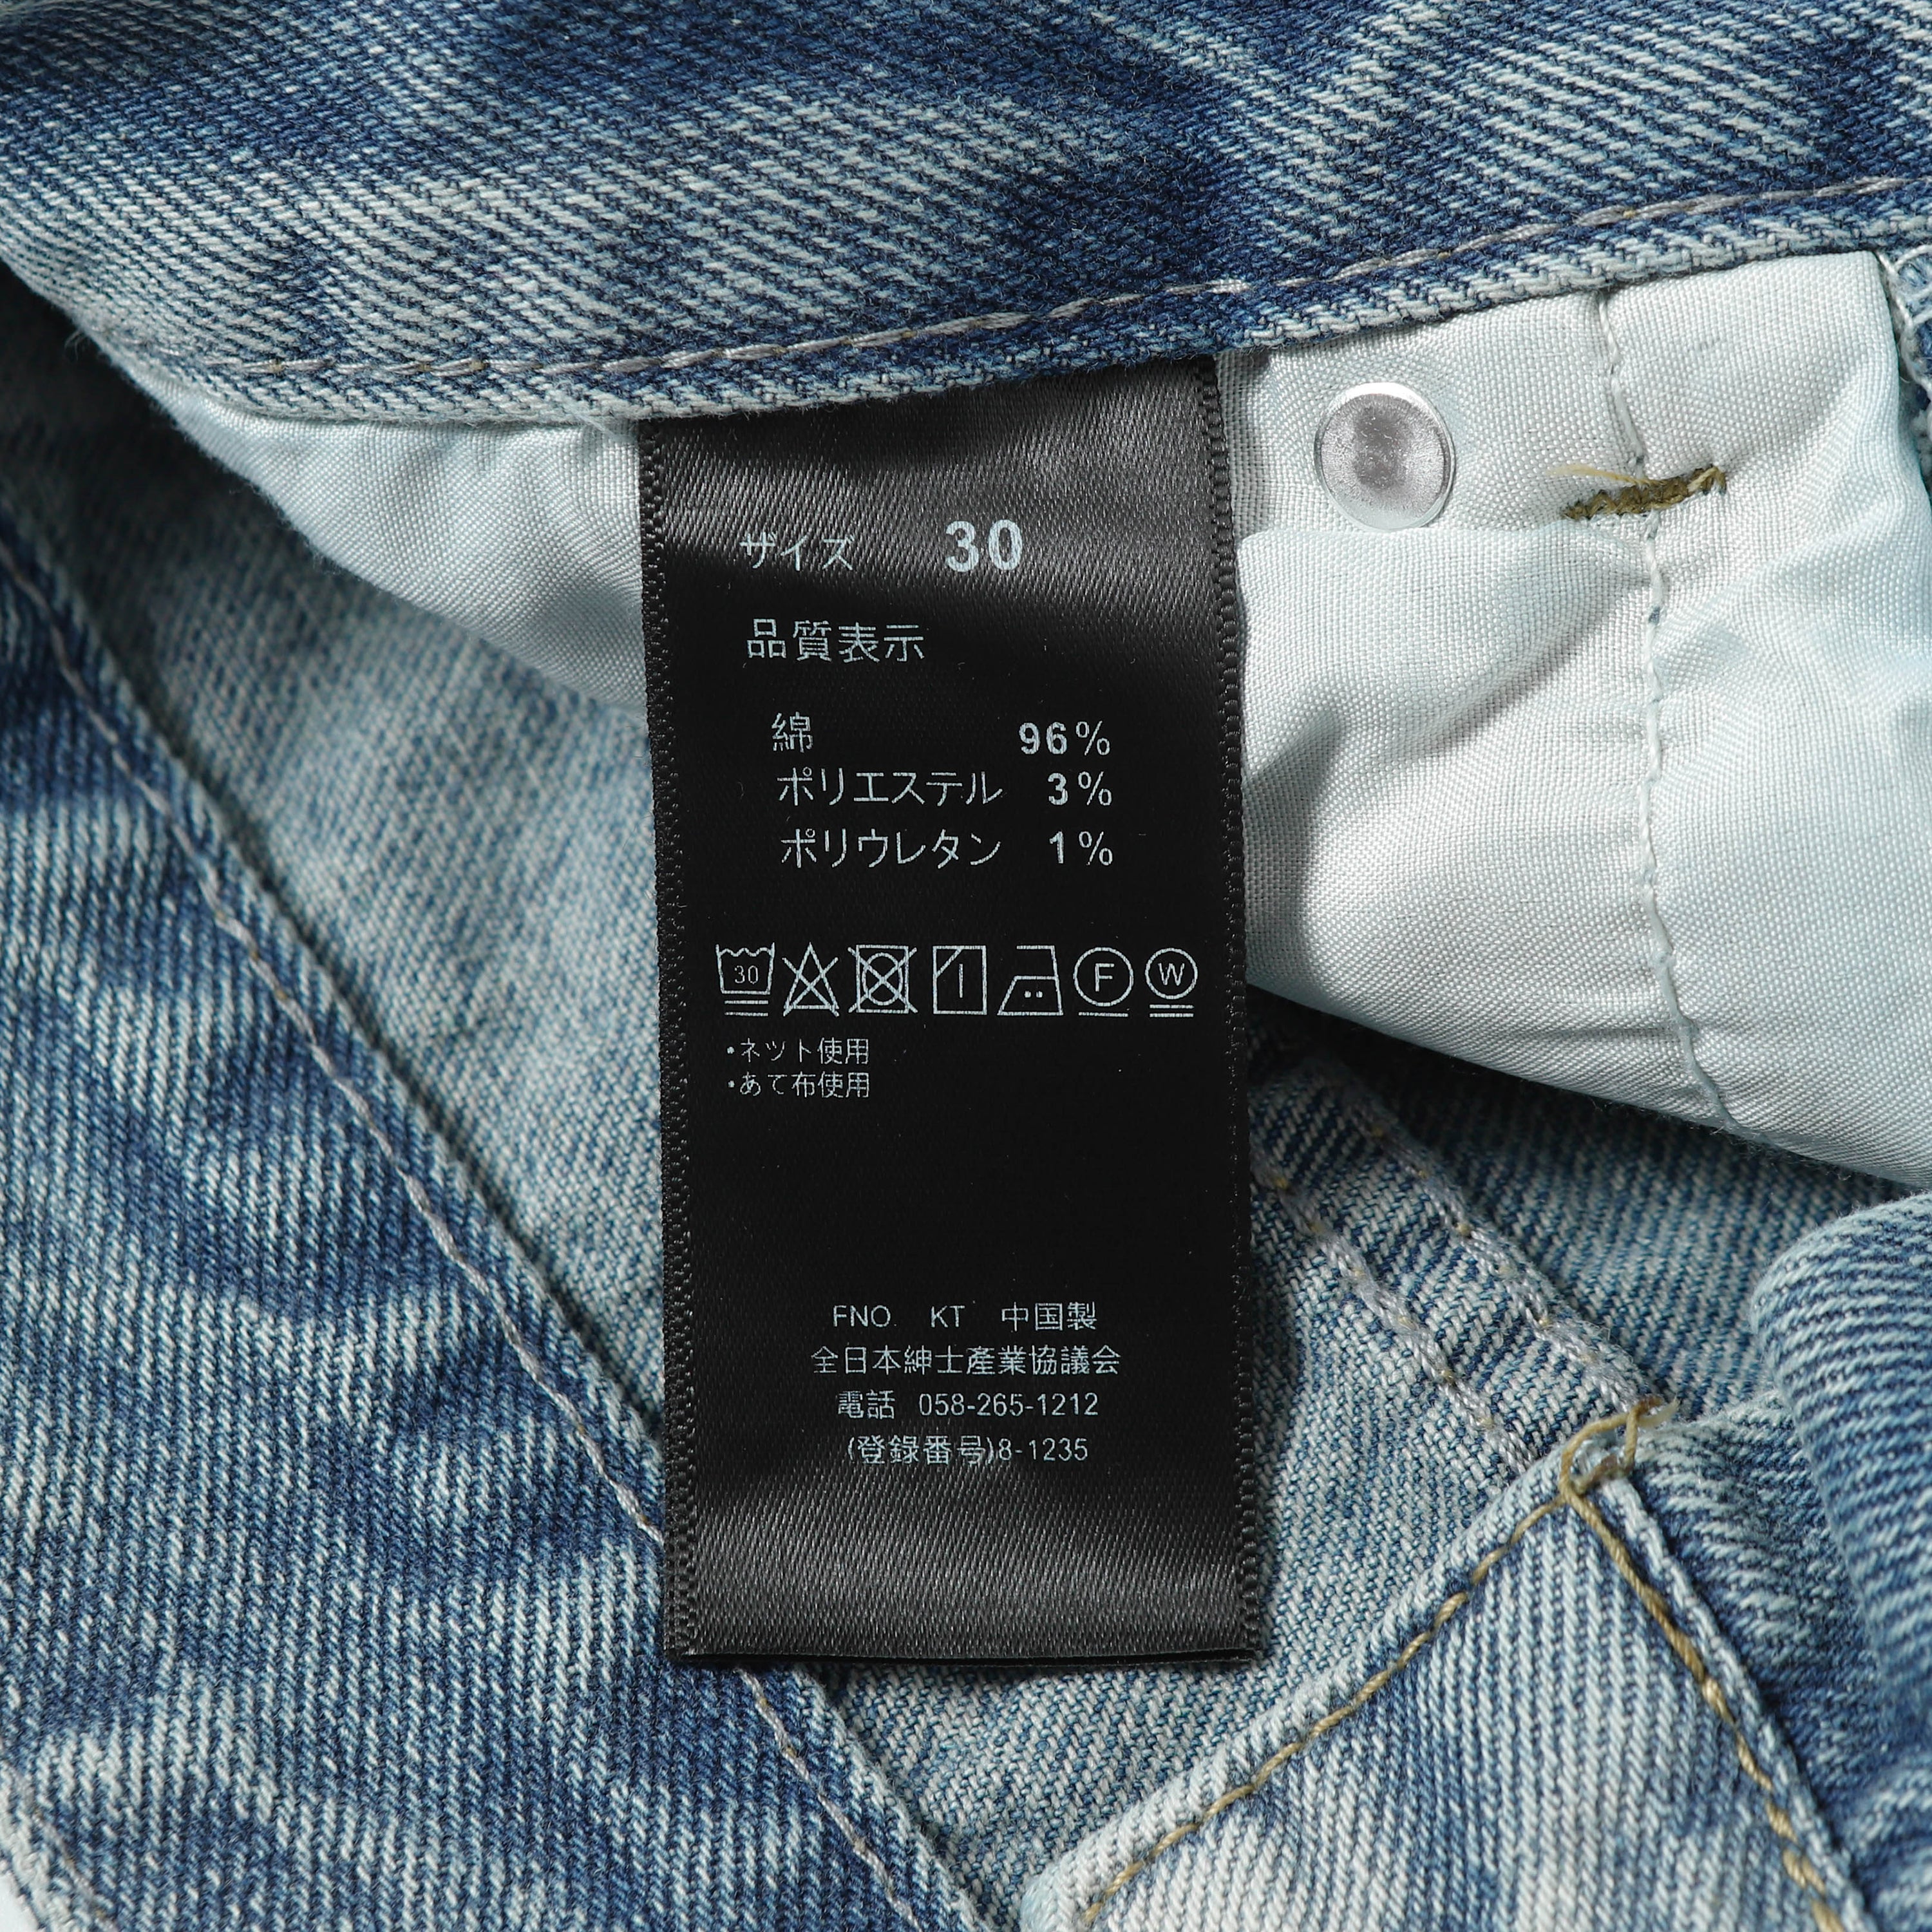 サイズ 30
品質表示
綿 96%
ポリエステル 3%
ポリウレタン 1%
30 F W
・ネット使用
・あて布使用
FNO. KT 中国製
全日本紳士產業協議会
電話 058-265-1212
(登録番号)8-1235